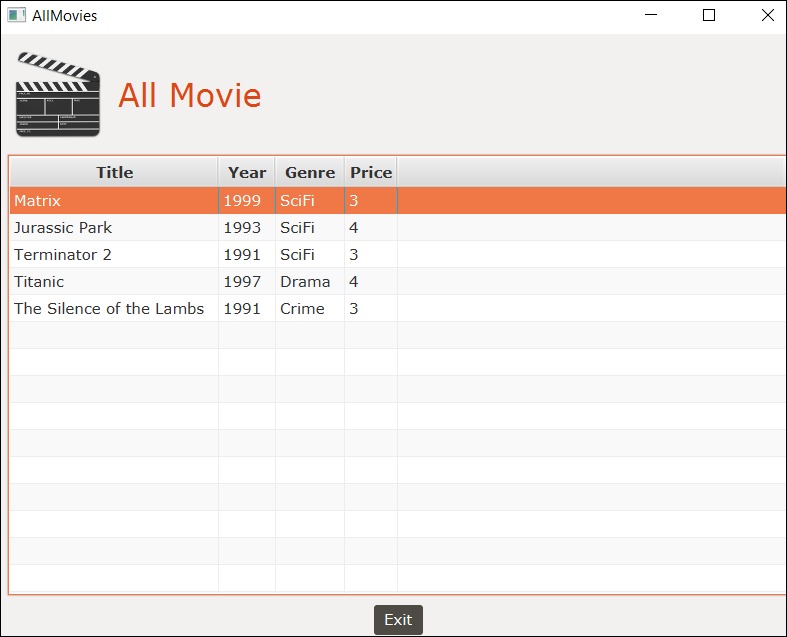 AllMovies
All Movie
Title Year Genre Price
Matrix 1999 SciFi 3
Jurassic Park 1993 SciFi 4
Terminator 2 1991 SciFi 3
Titanic 1997 Drama 4
The Silence of the Lambs 1991 Crime 3
Exit